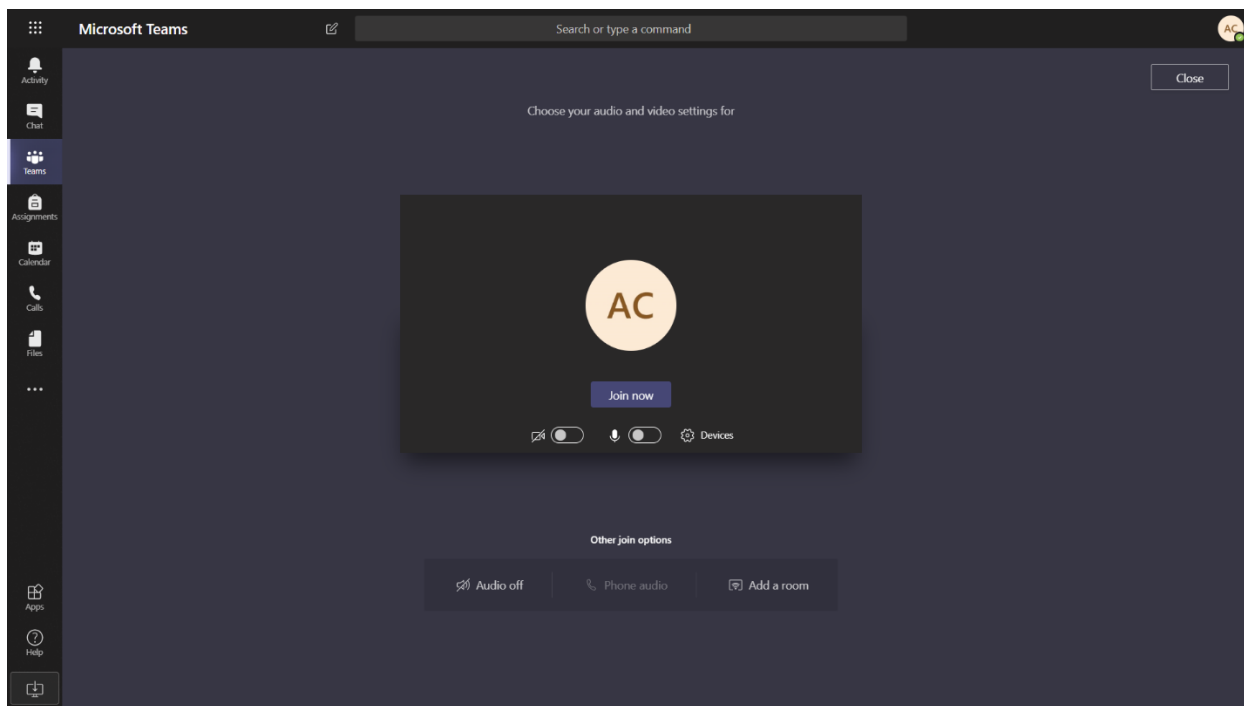 Microsoft Teams
Search or type a command
AC
Activity
Chat
Teams
Assignments
Calendar
Calls
Files
Apps
Help
Close
Choose your audio and video settings for
AC
Join now
Devices
Other join options
Audio off
Phone audio
Add a room